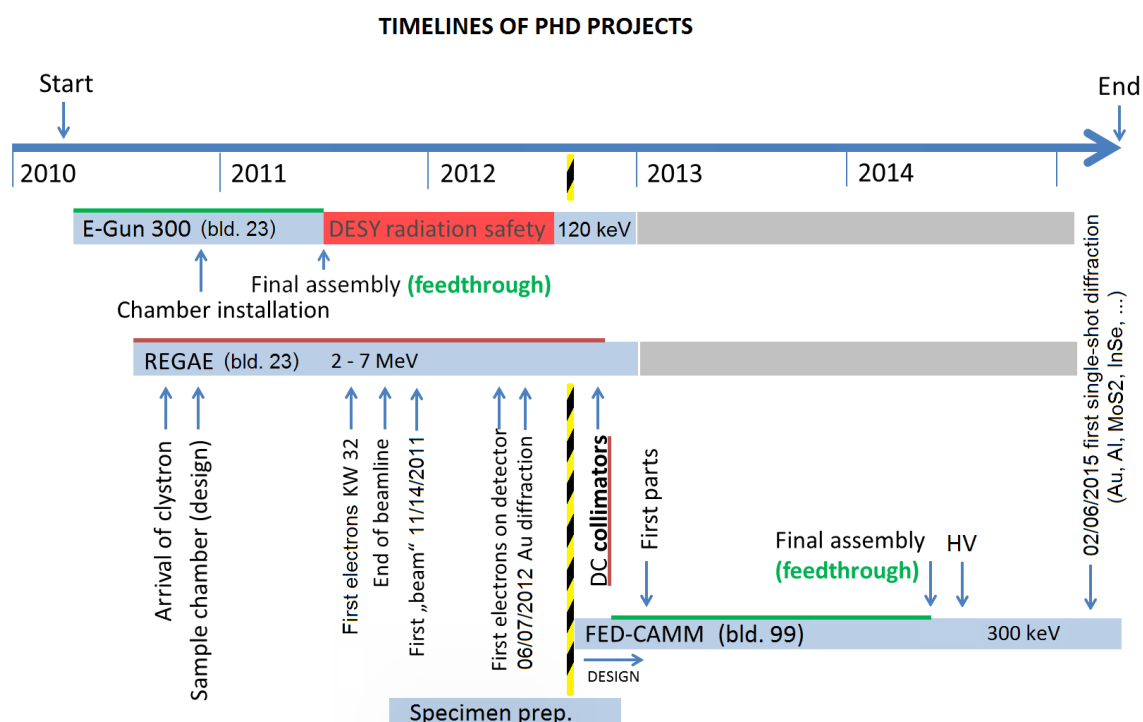 TIMELINES OF PHD PROJECTS
Start
End
2010
2011
2012
2013
2014
E-Gun 300 (bld. 23)
DESY radiation safety
120 keV
Final assembly (feedthrough)
Chamber installation
REGAE (bld. 23) 2 - 7 MeV
Arrival of clystron
Sample chamber (design)
First electrons KW 32
End of beamline
First „beam“ 11/14/2011
First electrons on detector
06/07/2012 Au diffraction
DC collimators
First parts
Final assembly
(feedthrough)
HV
02/06/2015 first single-shot diffraction
(Au, Al, MoS2, InSe, ...)
FED-CAMM (bld. 99)
300 keV
DESIGN
Specimen prep.